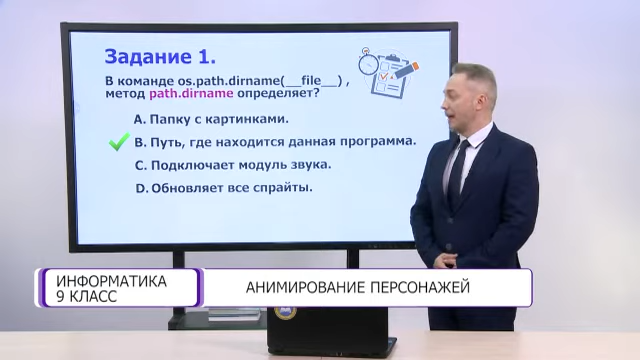 Задание 1.
В команде os.path.dirname(__file__) ,
метод path.dirname определяет?
A. Папку с картинками.
B. Путь, где находится данная программа.
C. Подключает модуль звука.
D. Обновляет все спрайты.
ИНФОРМАТИКА
9 КЛАСС
АНИМИРОВАНИЕ ПЕРСОНАЖЕЙ